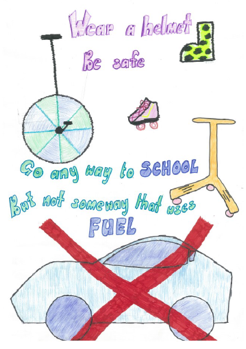 Wear a helmet
Be safe
Go any way to SCHOOL
But not someway that uses
FUEL